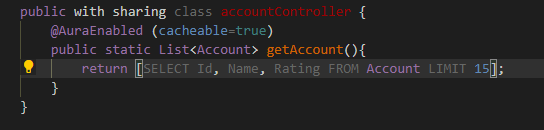 public with sharing class accountController {
@AuraEnabled (cacheable=true)
public static List<Account> getAccount(){
return [SELECT Id, Name, Rating FROM Account LIMIT 15];
}
}